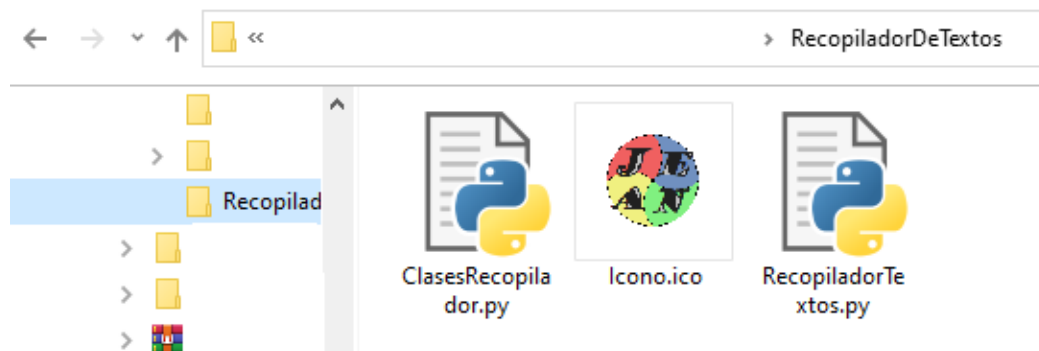 RecopiladorDeTextos
Recopilad
ClasesRecopila
dor.py
Icono.ico
RecopiladorTe
xtos.py